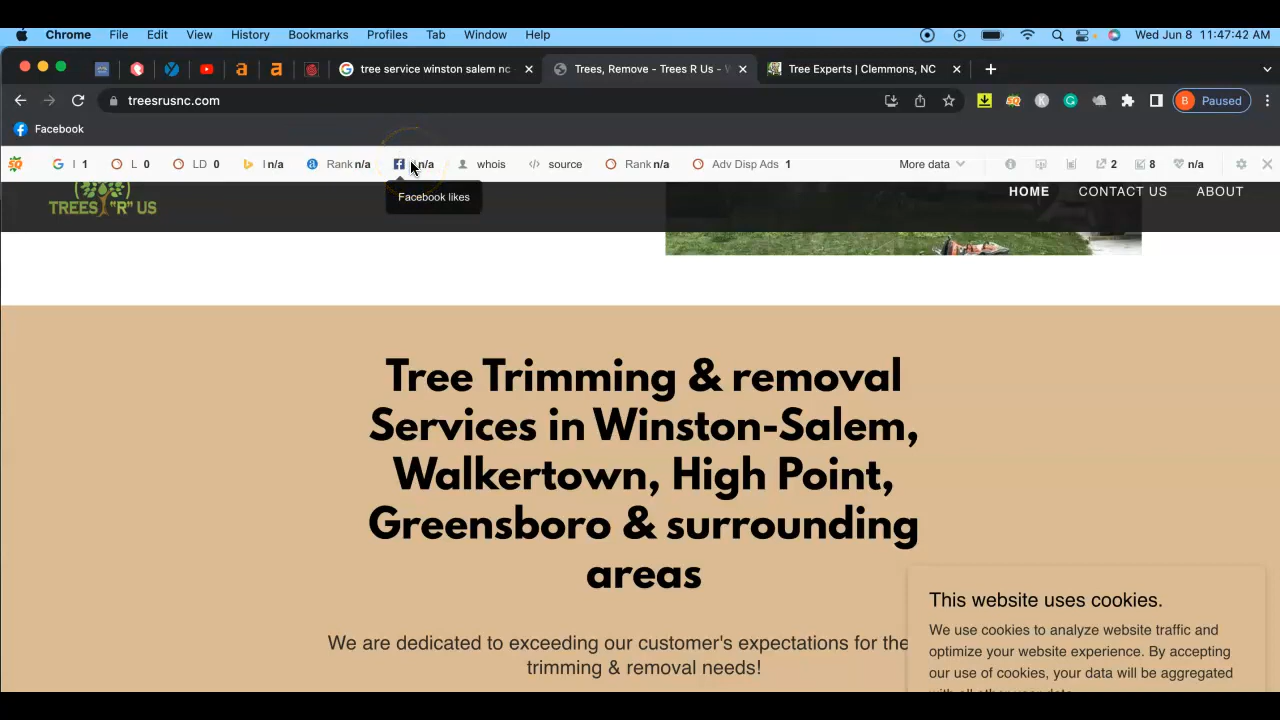 Chrome File Edit View History Bookmarks Profiles Tab Window Help Wed Jun 8 11:47:42 AM
tree service winston salem nc Trees, Remove - Trees R Us - Tree Experts | Clemmons, NC
treesrusnc.com B Paused
Facebook
I 1 L 0 LD 0 I n/a Rank n/a n/a whois source Rank n/a Adv Disp Ads 1 More data 2 8 n/a
Facebook likes
TREES "R" US HOME CONTACT US ABOUT
Tree Trimming & removal
Services in Winston-Salem,
Walkertown, High Point,
Greensboro & surrounding
areas
We are dedicated to exceeding our customer's expectations for the
trimming & removal needs!
This website uses cookies.
We use cookies to analyze website traffic and
optimize your website experience. By accepting
our use of cookies, your data will be aggregated